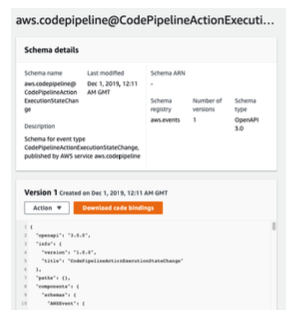 aws.codepipeline@CodePipelineActionExecuti...
Schema details
Schema name
aws.codepipeline@
CodePipelineAction
ExecutionStateChan
ge
Last modified
Dec 1, 2019, 12:11
AM GMT
Schema ARN
-
Schema
registry
aws.events
Number of
versions
1
Schema
type
OpenAPI
3.0
Description
Schema for event type
CodePipelineActionExecutionStateChange,
published by AWS service aws.codepipeline
Version 1 Created on Dec 1, 2019, 12:11 AM GMT
Action ▼
Download code bindings
1 {
2 "openapi": "3.0.0",
3 "info": {
4 "version": "1.0.0",
5 "title": "CodePipelineActionExecutionStateChange"
6 },
7 "paths": {},
8 "components": {
9 "schemas": {
10 "AWSEvent": {